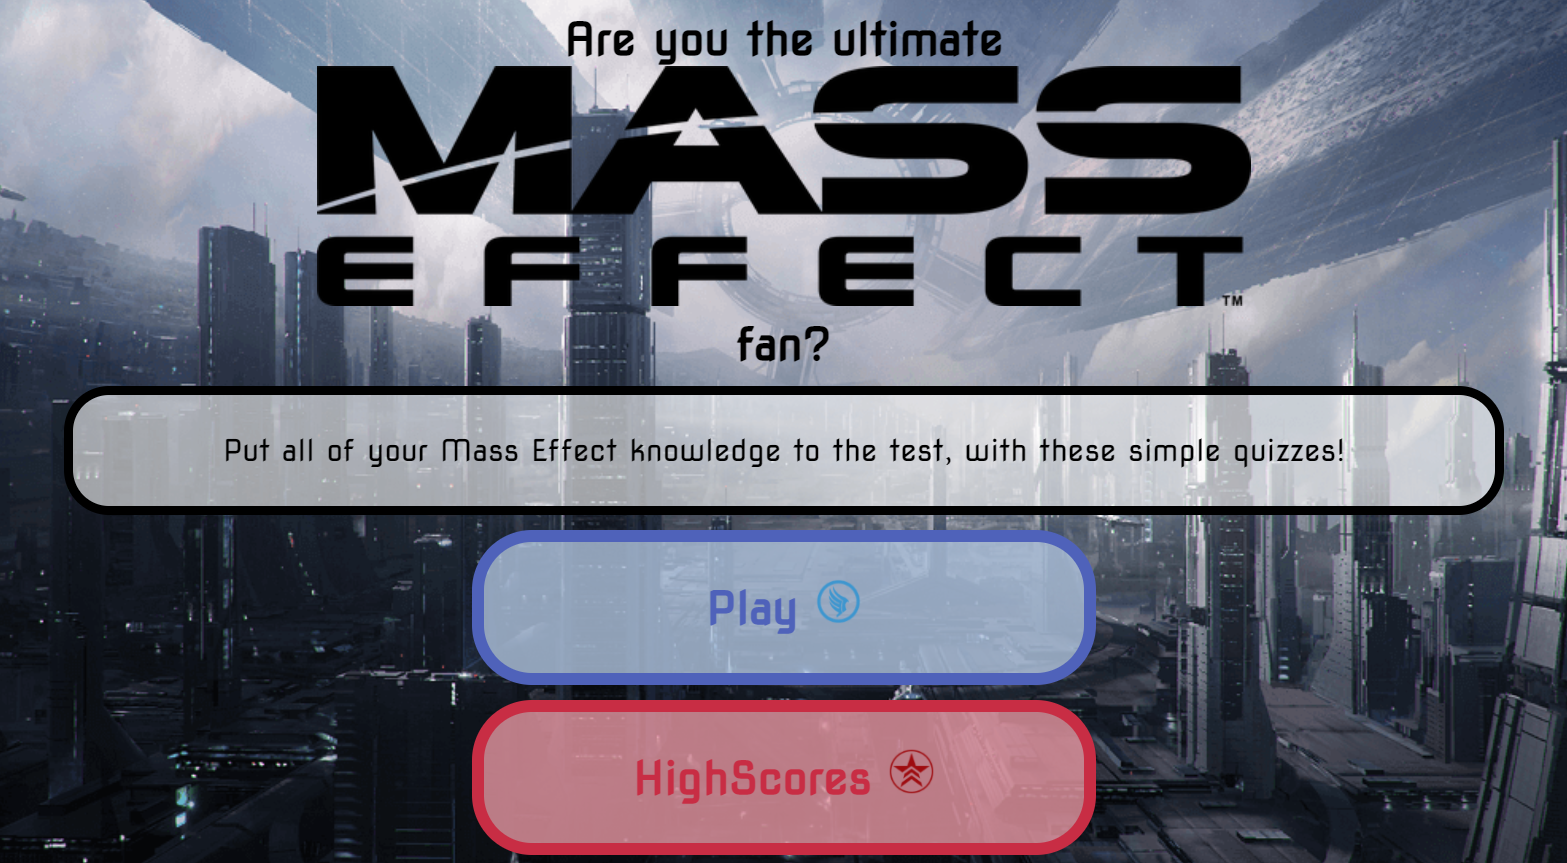 Are you the ultimate
MASS
EFFECT™
fan?
Put all of your Mass Effect knowledge to the test, with these simple quizzes!
Play
HighScores